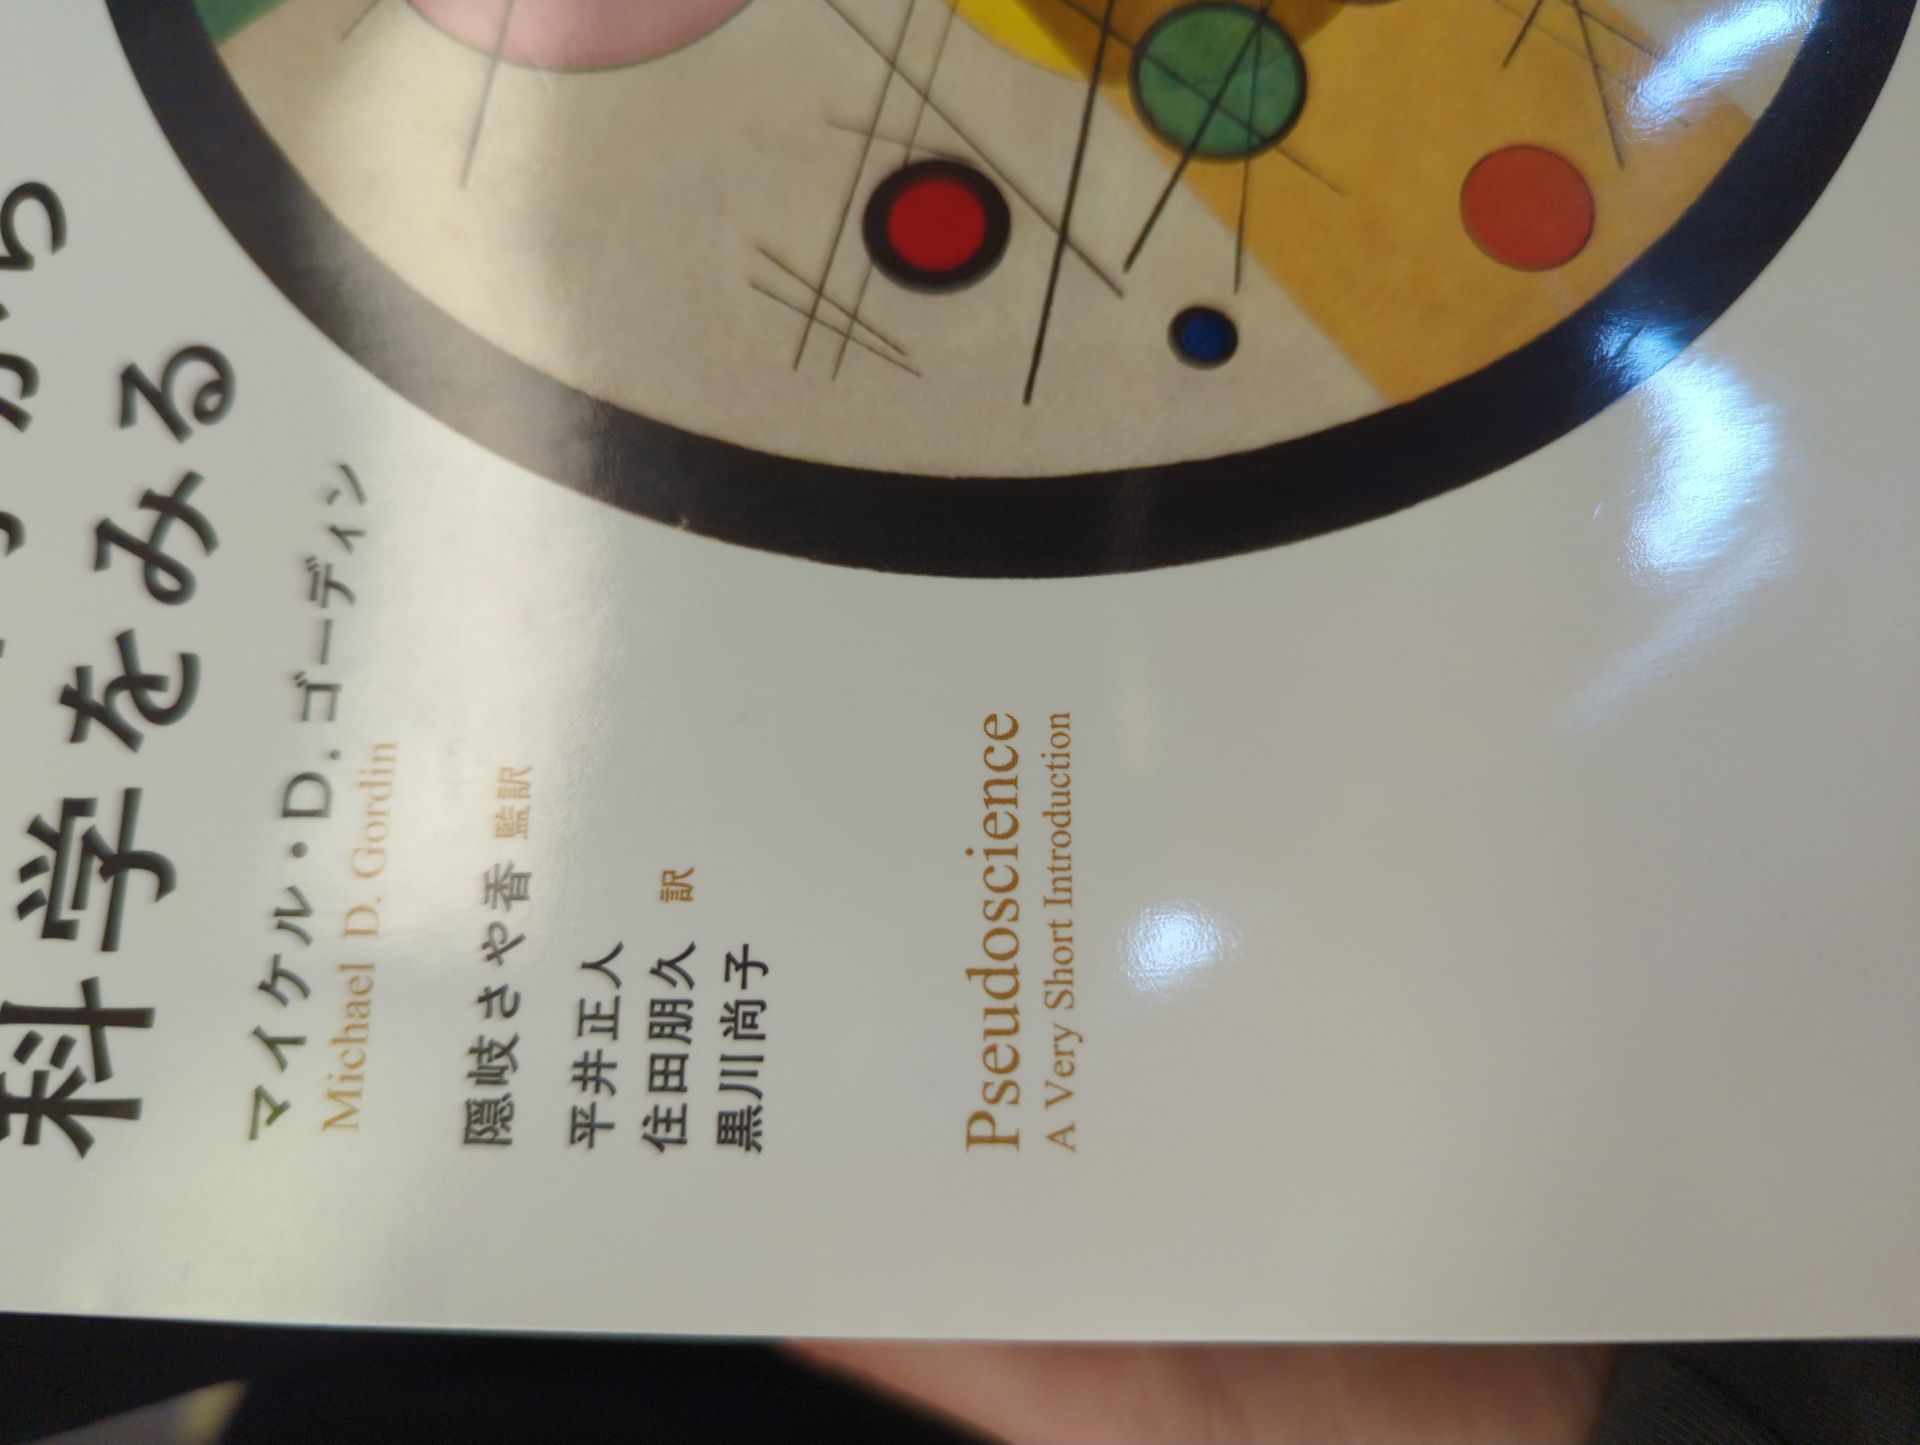 から
科学をみる
マイケル・D. ゴーディン
Michael D. Gordin
隠岐さや香 監訳
平井正人
住田朋久 訳
黒川尚子
Pseudoscience
A Very Short Introduction